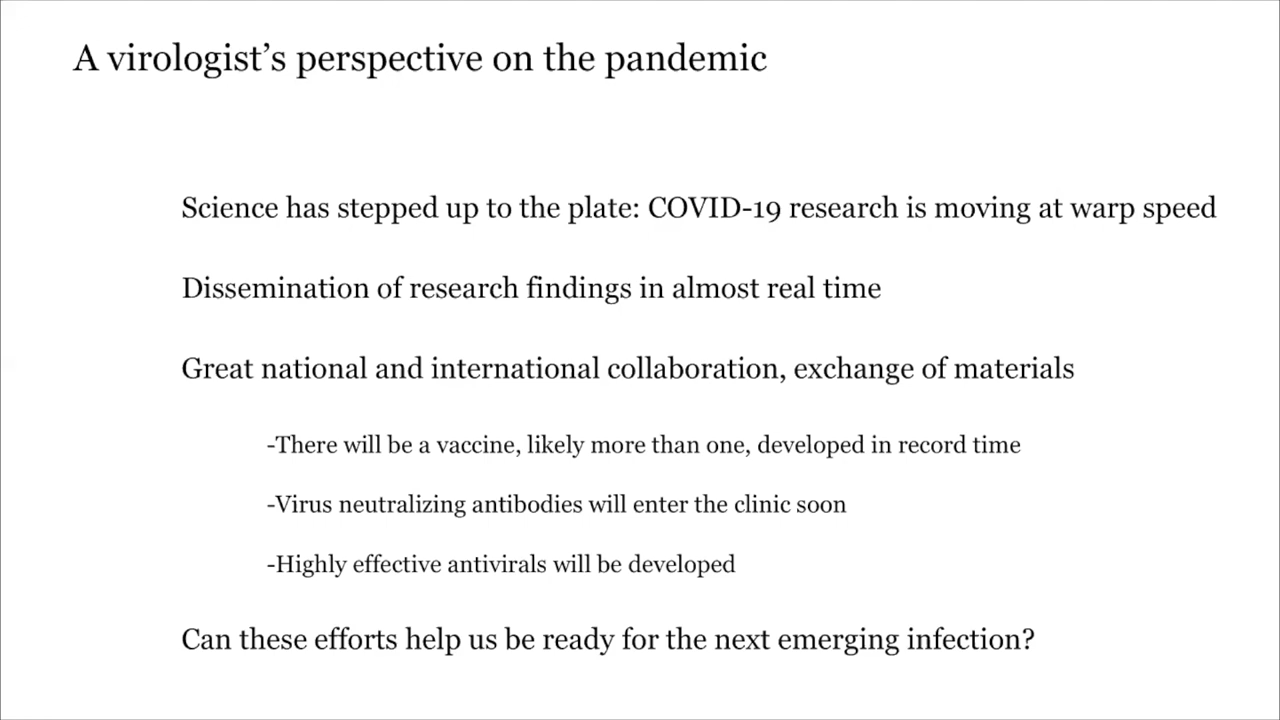 A virologist’s perspective on the pandemic
Science has stepped up to the plate: COVID-19 research is moving at warp speed
Dissemination of research findings in almost real time
Great national and international collaboration, exchange of materials
-There will be a vaccine, likely more than one, developed in record time
-Virus neutralizing antibodies will enter the clinic soon
-Highly effective antivirals will be developed
Can these efforts help us be ready for the next emerging infection?